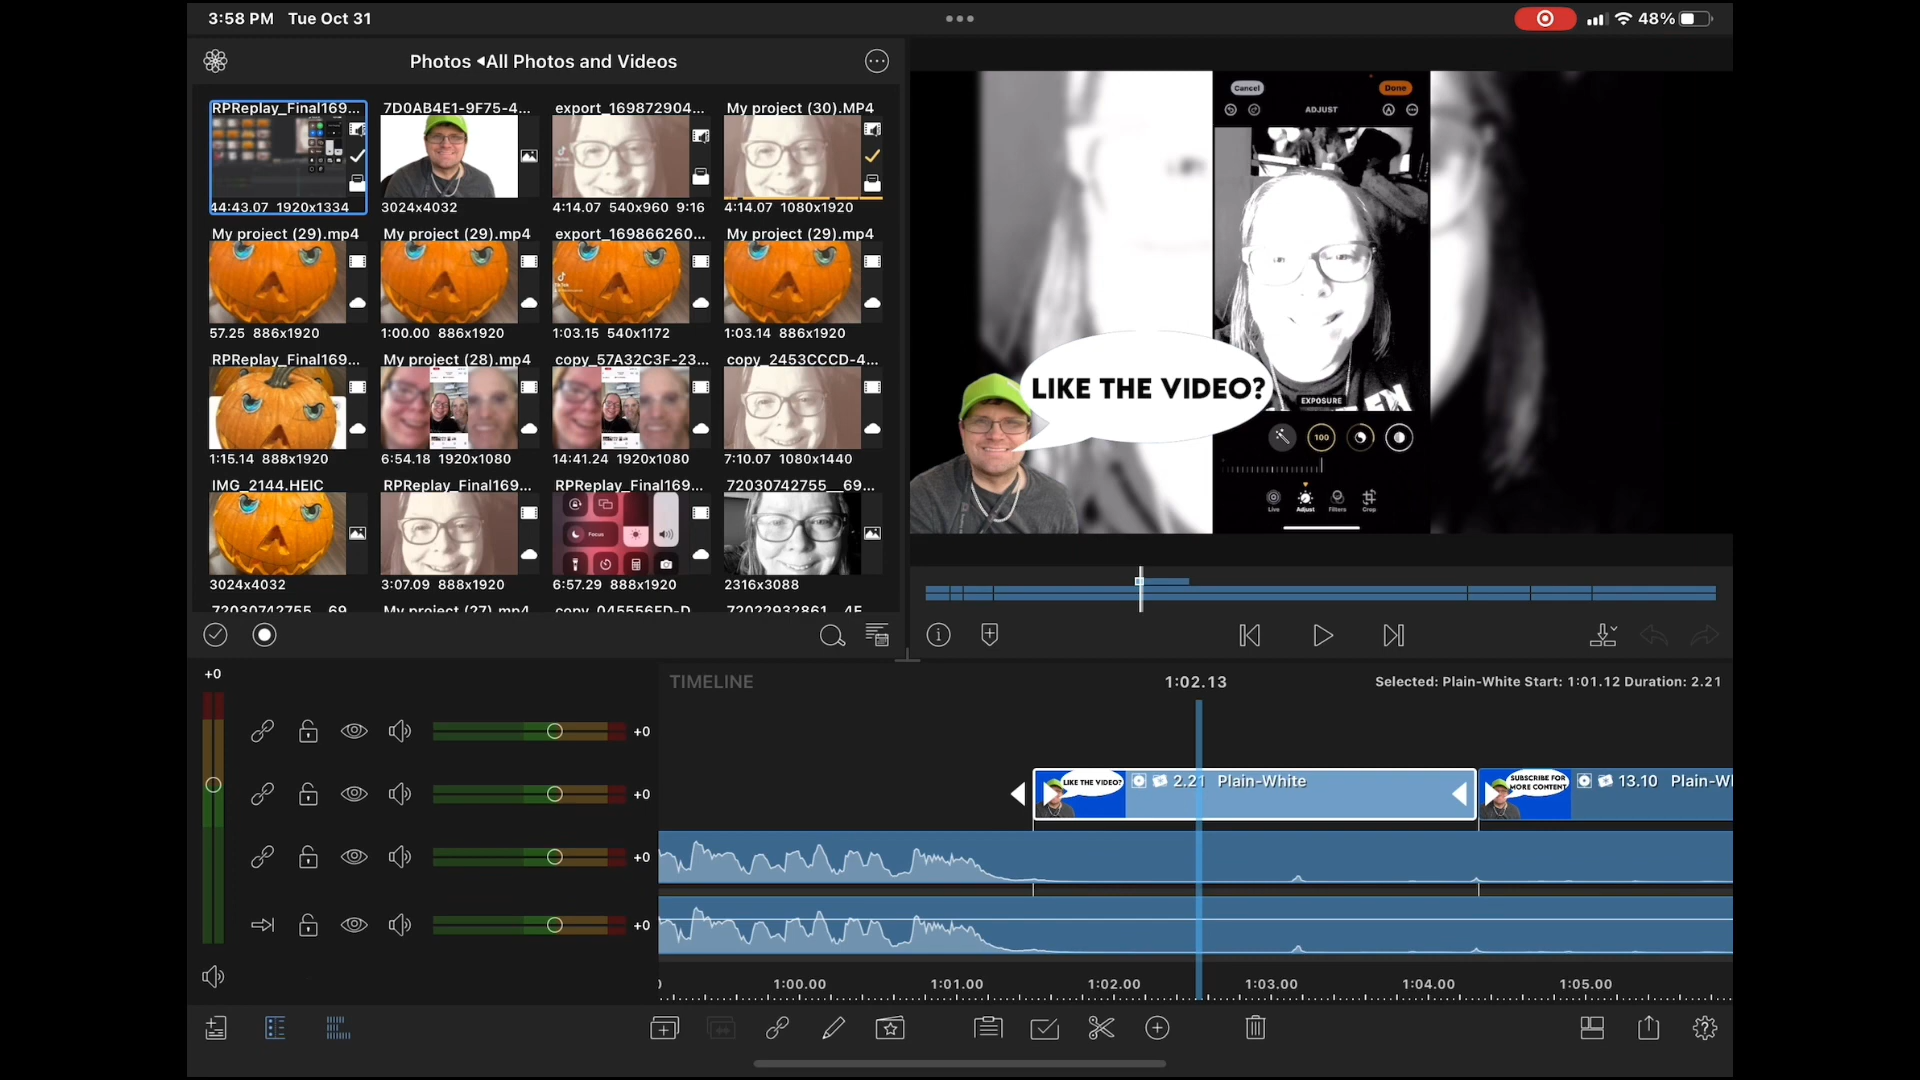 3:58 PM Tue Oct 31
48%
Photos ◂All Photos and Videos
RPReplay_Final169...
7D0AB4E1-9F75-4...
export_169872904...
My project (30).MP4
44:43.07 1920x1334
3024x4032
4:14.07 540x960 9:16
4:14.07 1080x1920
My project (29).mp4
My project (29).mp4
export_169866260...
My project (29).mp4
57.25 886x1920
1:00.00 886x1920
1:03.15 540x1172
1:03.14 886x1920
RPReplay_Final169...
My project (28).mp4
copy_57A32C3F-23...
copy_2453CCCD-4...
1:15.14 888x1920
6:54.18 1920x1080
14:41.24 1920x1080
7:10.07 1080x1440
IMG_2144.HEIC
RPReplay_Final169...
RPReplay_Final169...
72030742755__69...
Focus
3024x4032
3:07.09 888x1920
6:57.29 888x1920
2316x3088
72030742755__69
My project (27).mp4
Cancel
Done
ADJUST
LIKE THE VIDEO?
EXPOSURE
100
Live
Adjust
Filters
Crop
+0
TIMELINE
1:02.13
Selected: Plain-White Start: 1:01.12 Duration: 2.21
+0
+0
+0
+0
LIKE THE VIDEO?
2.21 Plain-White
SUBSCRIBE FOR
MORE CONTENT
13.10 Plain-W
1:00.00
1:01.00
1:02.00
1:03.00
1:04.00
1:05.00